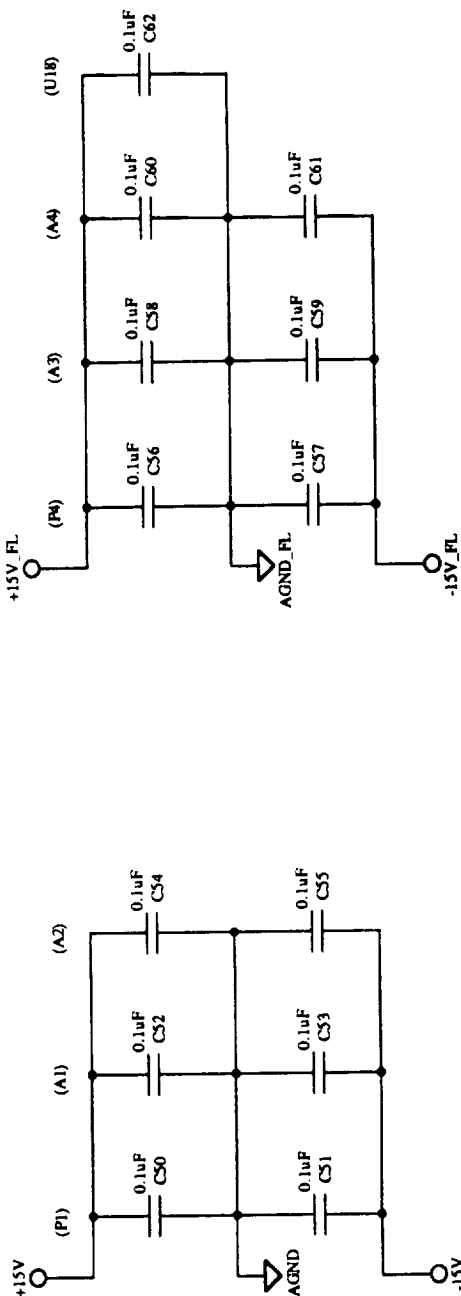 +15V_FL
(P4)
(A3)
(A4)
(U18)
0.1uF
C56
0.1uF
C58
0.1uF
C60
0.1uF
C62
AGND_FL
0.1uF
C57
0.1uF
C59
0.1uF
C61
-15V_FL
+15V
(P1)
(A1)
(A2)
0.1uF
C50
0.1uF
C52
0.1uF
C54
AGND
0.1uF
C51
0.1uF
C53
0.1uF
C55
-15V